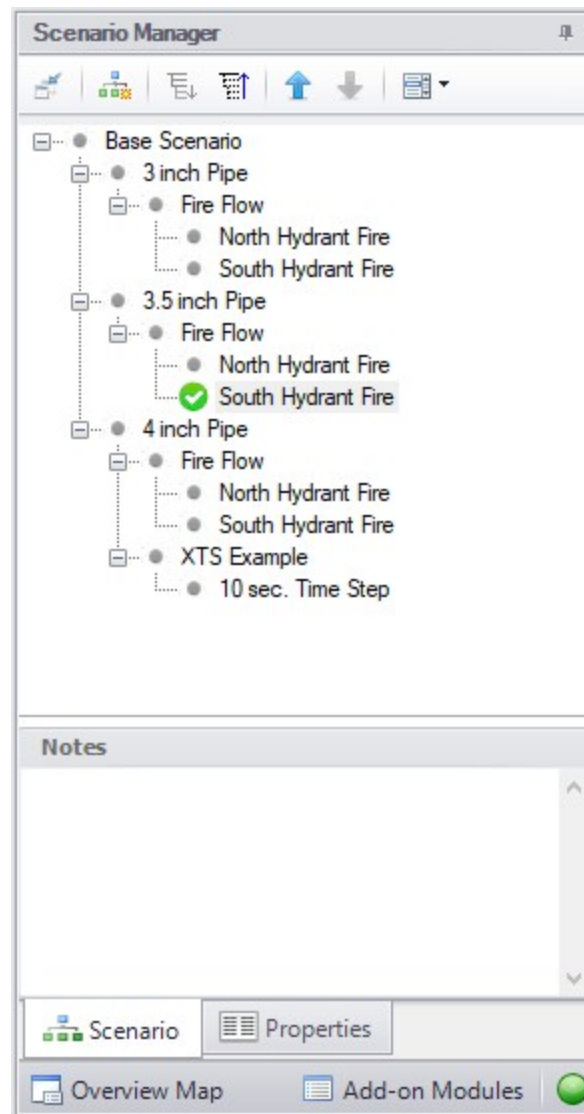 Scenario Manager
Base Scenario
3 inch Pipe
Fire Flow
North Hydrant Fire
South Hydrant Fire
3.5 inch Pipe
Fire Flow
North Hydrant Fire
South Hydrant Fire
4 inch Pipe
Fire Flow
North Hydrant Fire
South Hydrant Fire
XTS Example
10 sec. Time Step
Notes
Scenario Properties
Overview Map Add-on Modules